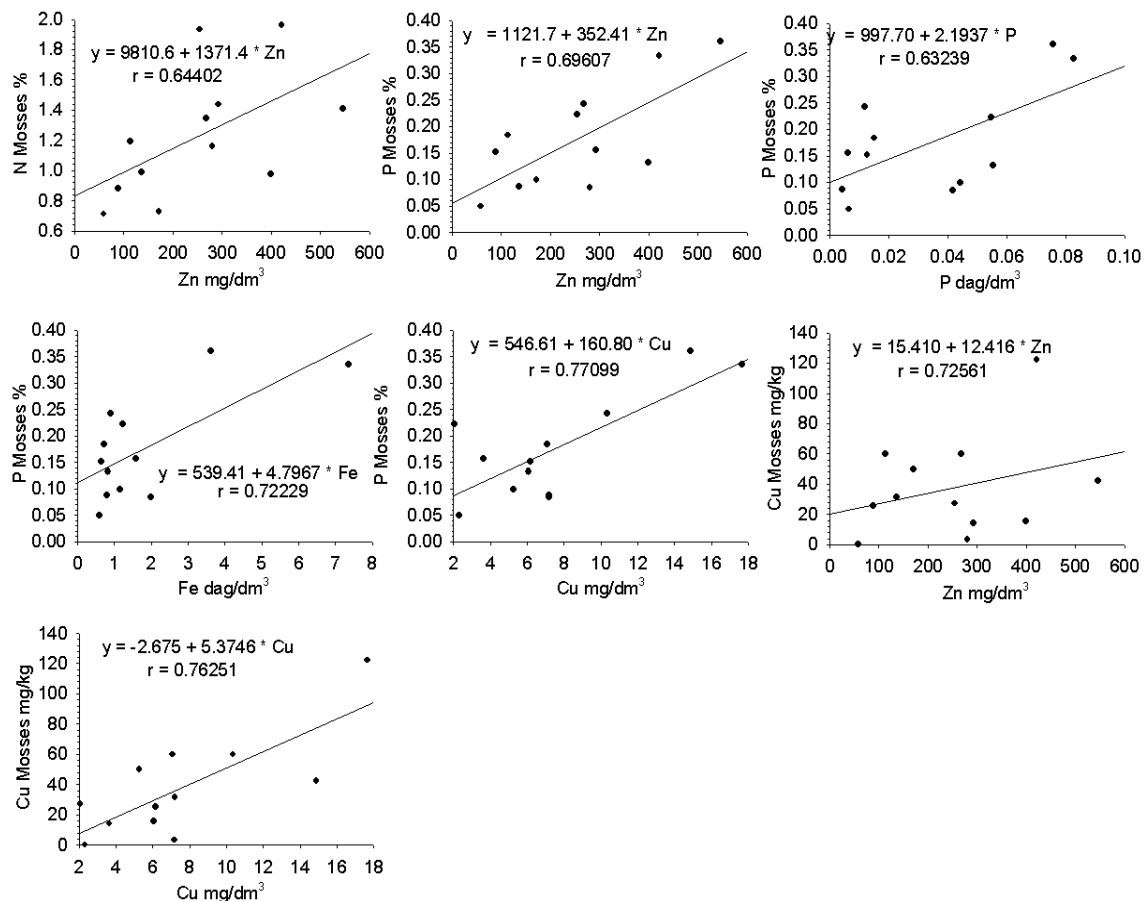 y = 9810.6 + 1371.4 * Zn
r = 0.64402
N Mosses %
2.0
1.8
1.6
1.4
1.2
1.0
0.8
0.6
0 100 200 300 400 500 600
Zn mg/dm³
y = 1121.7 + 352.41 * Zn
r = 0.69607
P Mosses %
0.40
0.35
0.30
0.25
0.20
0.15
0.10
0.05
0.00
0 100 200 300 400 500 600
Zn mg/dm³
y = 997.70 + 2.1937 * P
r = 0.63239
P Mosses %
0.40
0.35
0.30
0.25
0.20
0.15
0.10
0.05
0.00
0.00 0.02 0.04 0.06 0.08 0.10
P dag/dm³
P Mosses %
0.40
0.35
0.30
0.25
0.20
0.15
0.10
0.05
0.00
y = 539.41 + 4.7967 * Fe
r = 0.72229
0 1 2 3 4 5 6 7 8
Fe dag/dm³
y = 546.61 + 160.80 * Cu
r = 0.77099
P Mosses %
0.40
0.35
0.30
0.25
0.20
0.15
0.10
0.05
0.00
2 4 6 8 10 12 14 16 18
Cu mg/dm³
y = 15.410 + 12.416 * Zn
r = 0.72561
Cu Mosses mg/kg
140
120
100
80
60
40
20
0
0 100 200 300 400 500 600
Zn mg/dm³
y = -2.675 + 5.3746 * Cu
r = 0.76251
Cu Mosses mg/kg
140
120
100
80
60
40
20
0
2 4 6 8 10 12 14 16 18
Cu mg/dm³